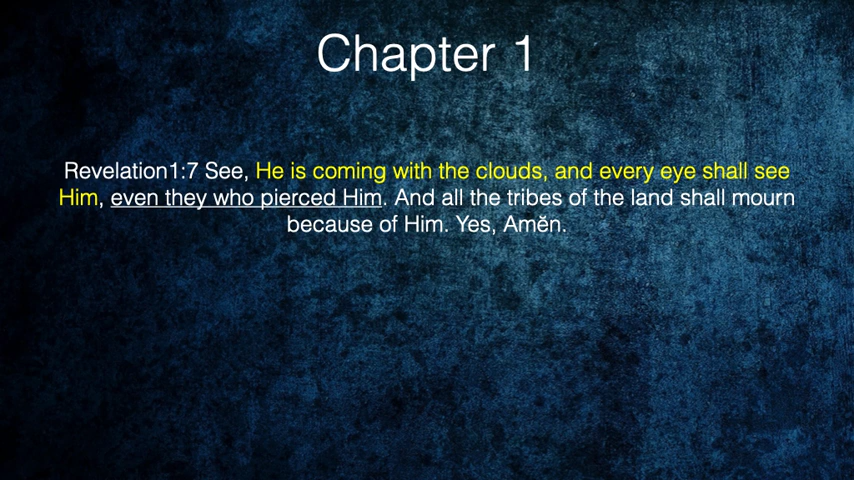 Chapter 1
Revelation1:7 See, He is coming with the clouds, and every eye shall see
Him, even they who pierced Him. And all the tribes of the land shall mourn
because of Him. Yes, Amĕn.